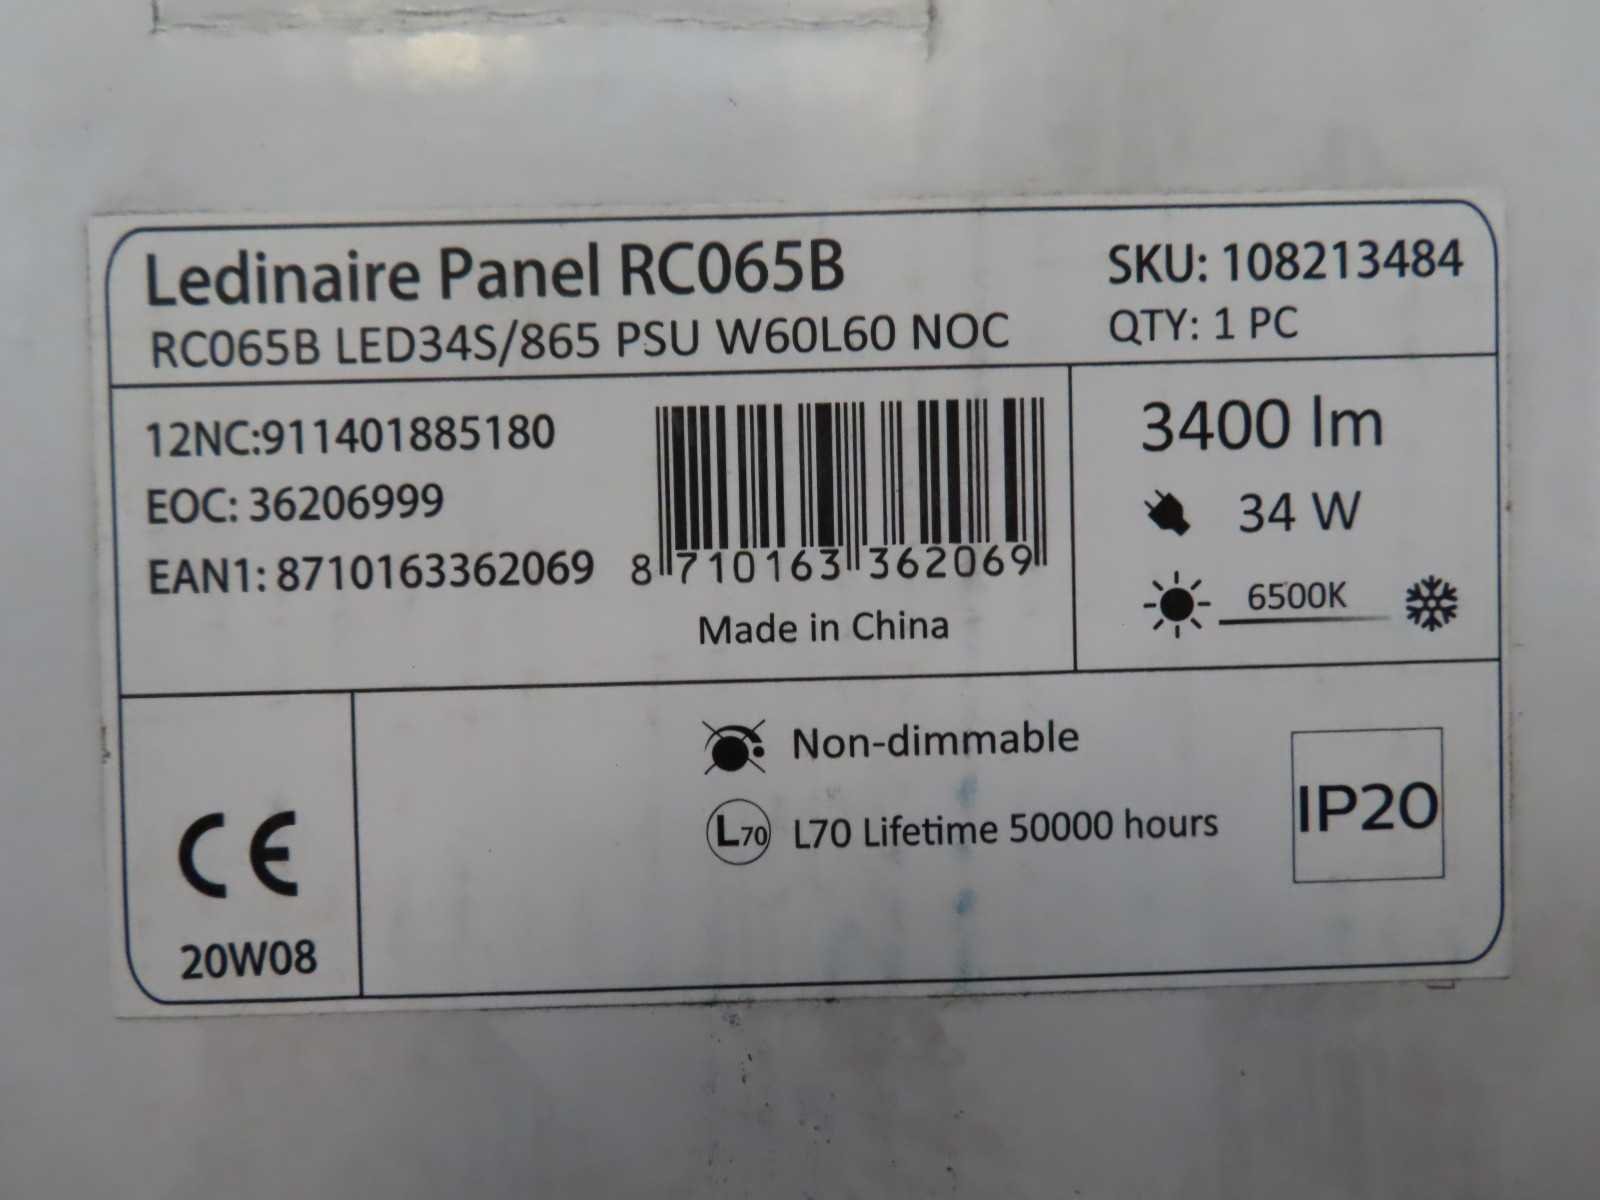 Ledinaire Panel RC065B
RC065B LED34S/865 PSU W60L60 NOC
SKU: 108213484
QTY: 1 PC
12NC:911401885180
EOC: 36206999
EAN1: 8710163362069
8 710163 362069
Made in China
3400 lm
34 W
6500K
CE
20W08
Non-dimmable
L70 L70 Lifetime 50000 hours
IP20